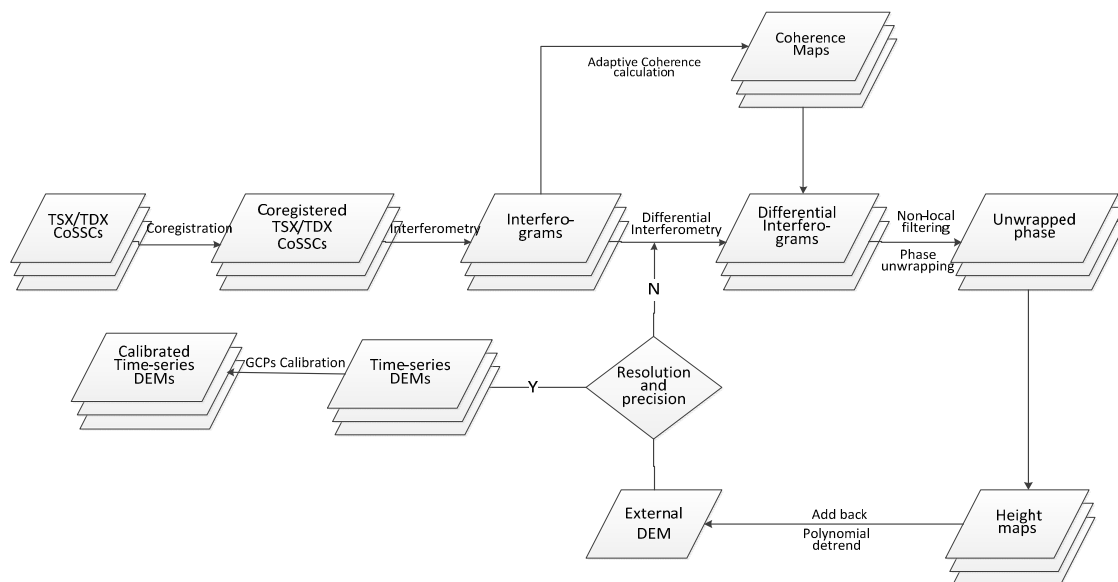 Coherence
Maps
Adaptive Coherence
calculation
TSX/TDX
CoSSCs
Coregistration
Coregistered
TSX/TDX
CoSSCs
Interferometry
Interfero-
grams
Differential
Interferometry
Differential
Interfero-
grams
Non-local
filtering
Phase
unwrapping
Unwrapped
phase
N
Calibrated
Time-series
DEMs
GCPs Calibration
Time-series
DEMs
Y
Resolution
and
precision
External
DEM
Add back
Polynomial
detrend
Height
maps